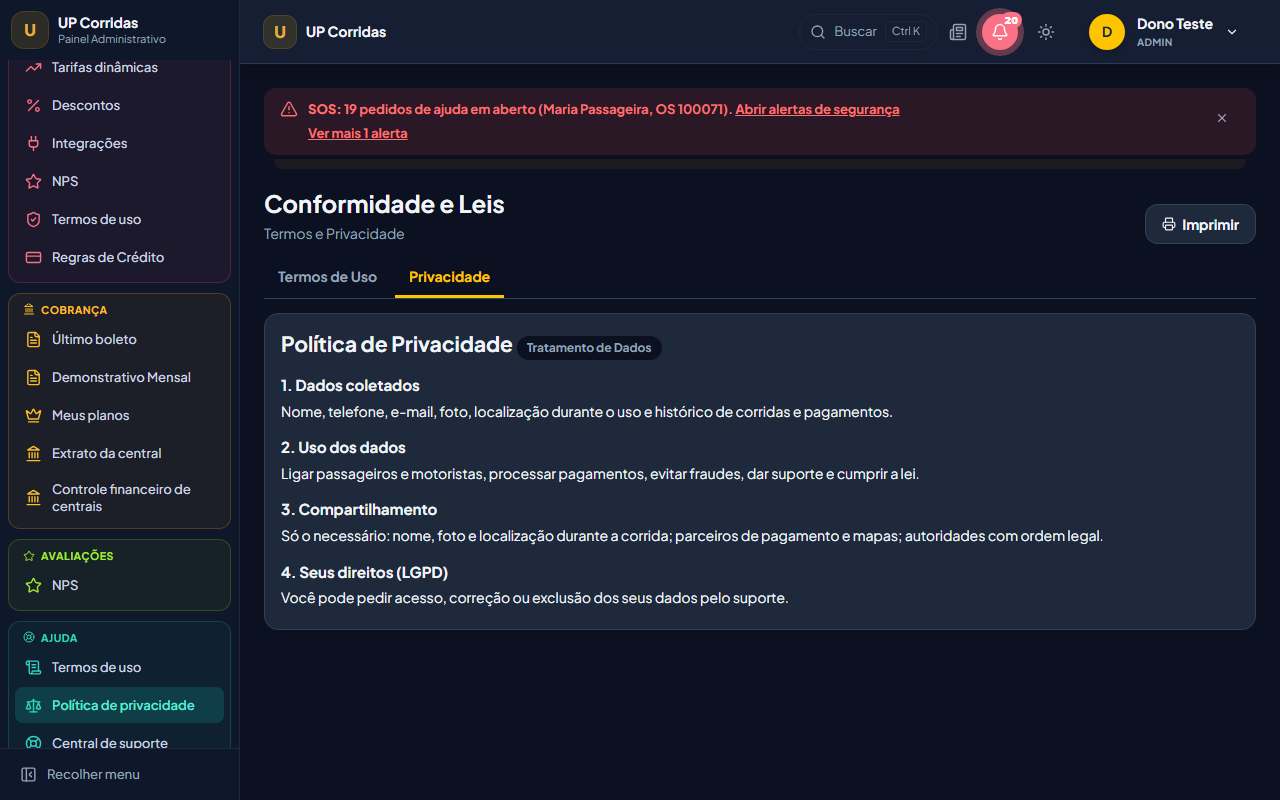 U
UP Corridas
Painel Administrativo
Tarifas dinâmicas
Descontos
Integrações
NPS
Termos de uso
Regras de Crédito
COBRANÇA
Último boleto
Demonstrativo Mensal
Meus planos
Extrato da central
Controle financeiro de
centrais
AVALIAÇÕES
NPS
AJUDA
Termos de uso
Política de privacidade
Central de suporte
Recolher menu
U
UP Corridas
Buscar
Ctrl K
20
D
Dono Teste
ADMIN
SOS: 19 pedidos de ajuda em aberto (Maria Passageira, OS 100071). Abrir alertas de segurança
Ver mais 1 alerta
Conformidade e Leis
Termos e Privacidade
Imprimir
Termos de Uso
Privacidade
Política de Privacidade
Tratamento de Dados
1. Dados coletados
Nome, telefone, e-mail, foto, localização durante o uso e histórico de corridas e pagamentos.
2. Uso dos dados
Ligar passageiros e motoristas, processar pagamentos, evitar fraudes, dar suporte e cumprir a lei.
3. Compartilhamento
Só o necessário: nome, foto e localização durante a corrida; parceiros de pagamento e mapas; autoridades com ordem legal.
4. Seus direitos (LGPD)
Você pode pedir acesso, correção ou exclusão dos seus dados pelo suporte.